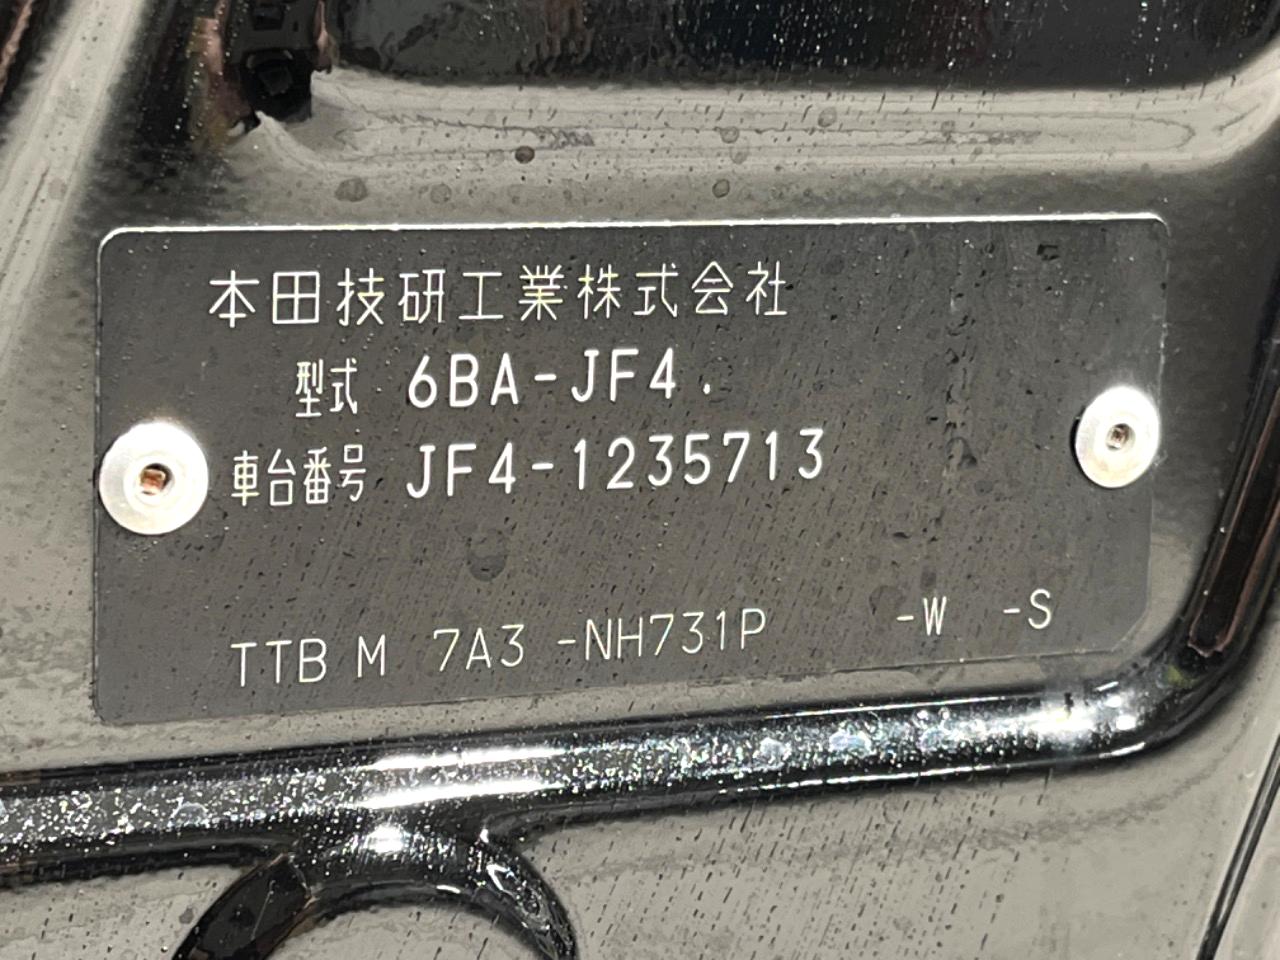 本田技研工業株式会社
型式 6BA-JF4.
車台番号 JF4-1235713
TTB M 7A3 -NH731P -W -S